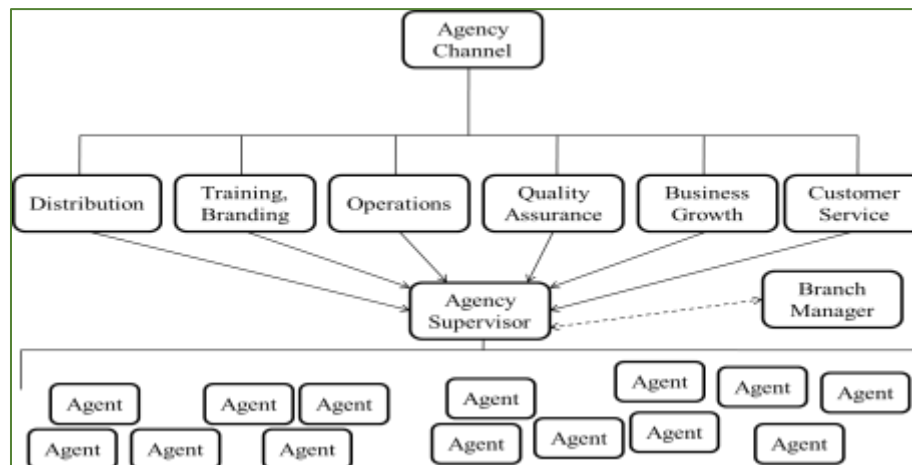 Agency
Channel
Distribution
Training,
Branding
Operations
Quality
Assurance
Business
Growth
Customer
Service
Agency
Supervisor
Branch
Manager
Agent
Agent
Agent
Agent
Agent
Agent
Agent
Agent
Agent
Agent
Agent
Agent
Agent
Agent